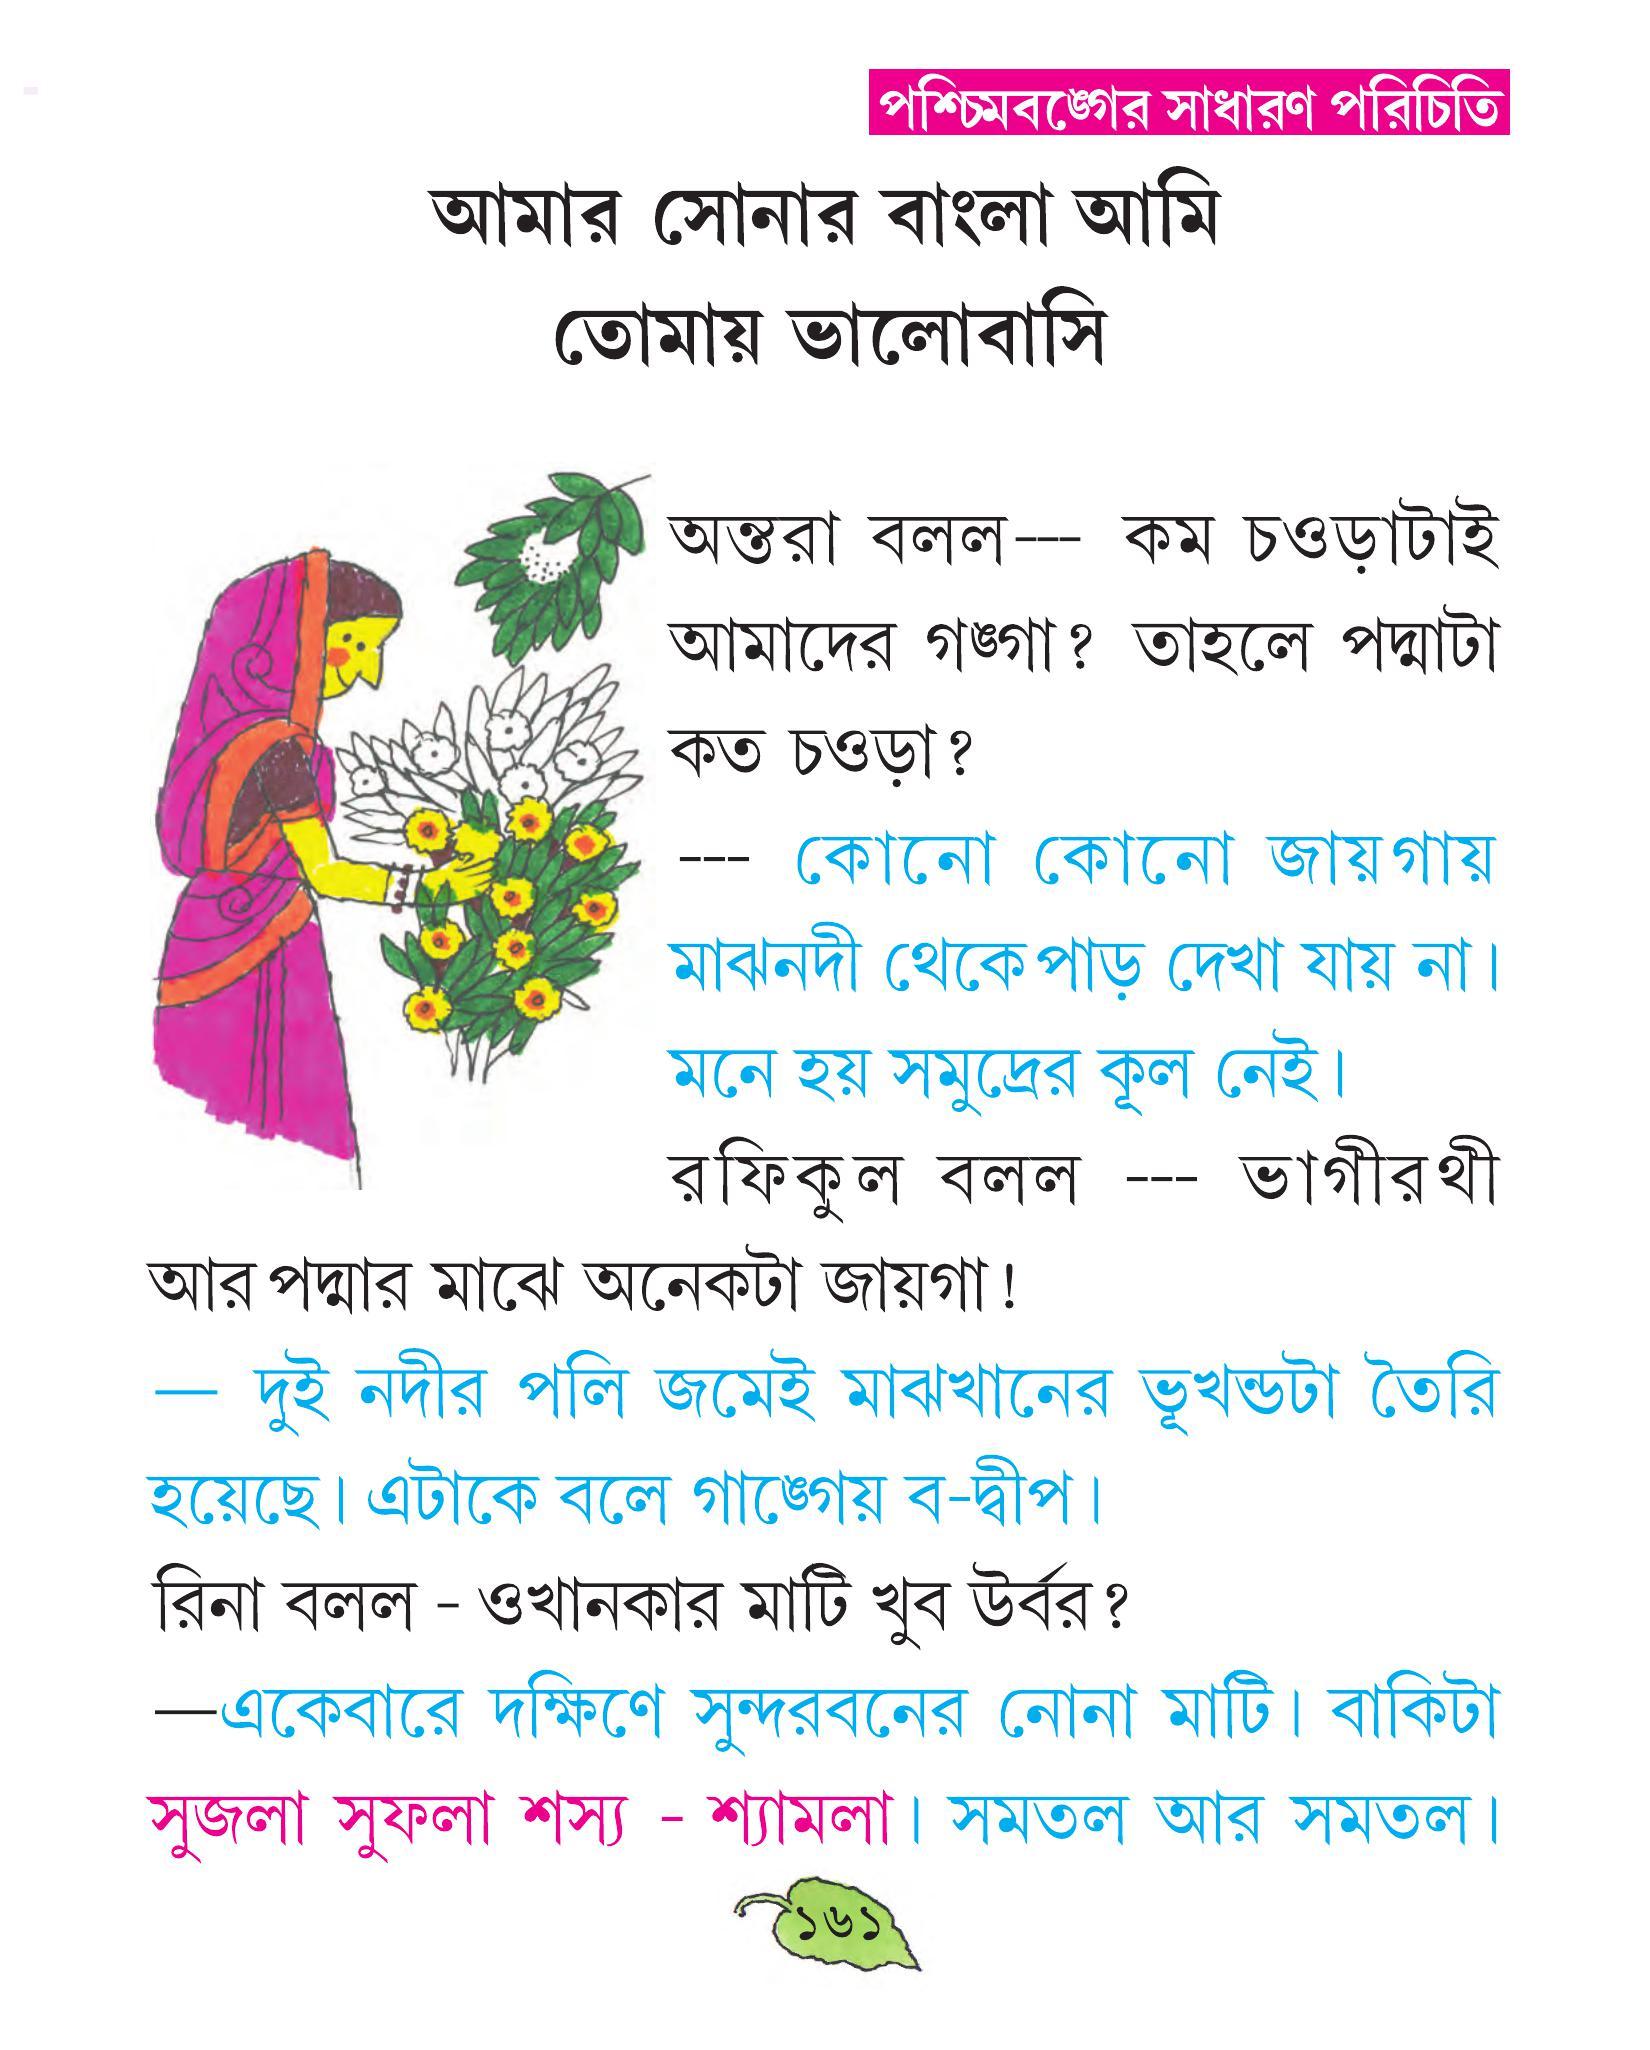 পশ্চিমবঙ্গের সাধারণ পরিচিতি
আমার সোনার বাংলা আমি
তোমায় ভালোবাসি
অন্তরা বলল--- কম চওড়াটাই
আমাদের গঙ্গা? তাহলে পদ্মাটা
কত চওড়া?
--- কোনো কোনো জায়গায়
মাঝনদী থেকে পাড় দেখা যায় না।
মনে হয় সমুদ্রের কূল নেই।
রফিকুল বলল --- ভাগীরথী
আর পদ্মার মাঝে অনেকটা জায়গা!
— দুই নদীর পলি জমেই মাঝখানের ভূখন্ডটা তৈরি
হয়েছে। এটাকে বলে গাঙ্গেয় ব-দ্বীপ।
রিনা বলল - ওখানকার মাটি খুব উর্বর?
—একেবারে দক্ষিণে সুন্দরবনের নোনা মাটি। বাকিটা
সুজলা সুফলা শস্য - শ্যামলা। সমতল আর সমতল।
১৬১